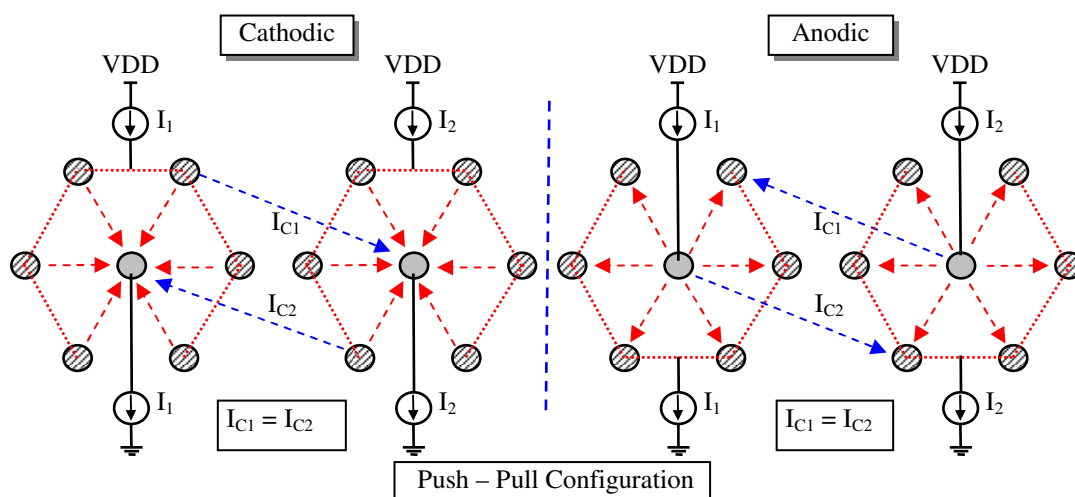 Cathodic
Anodic
VDD
VDD
VDD
VDD
I1
I2
I1
I2
IC1
IC1
IC2
IC2
I1
I2
I1
I2
IC1 = IC2
IC1 = IC2
Push – Pull Configuration